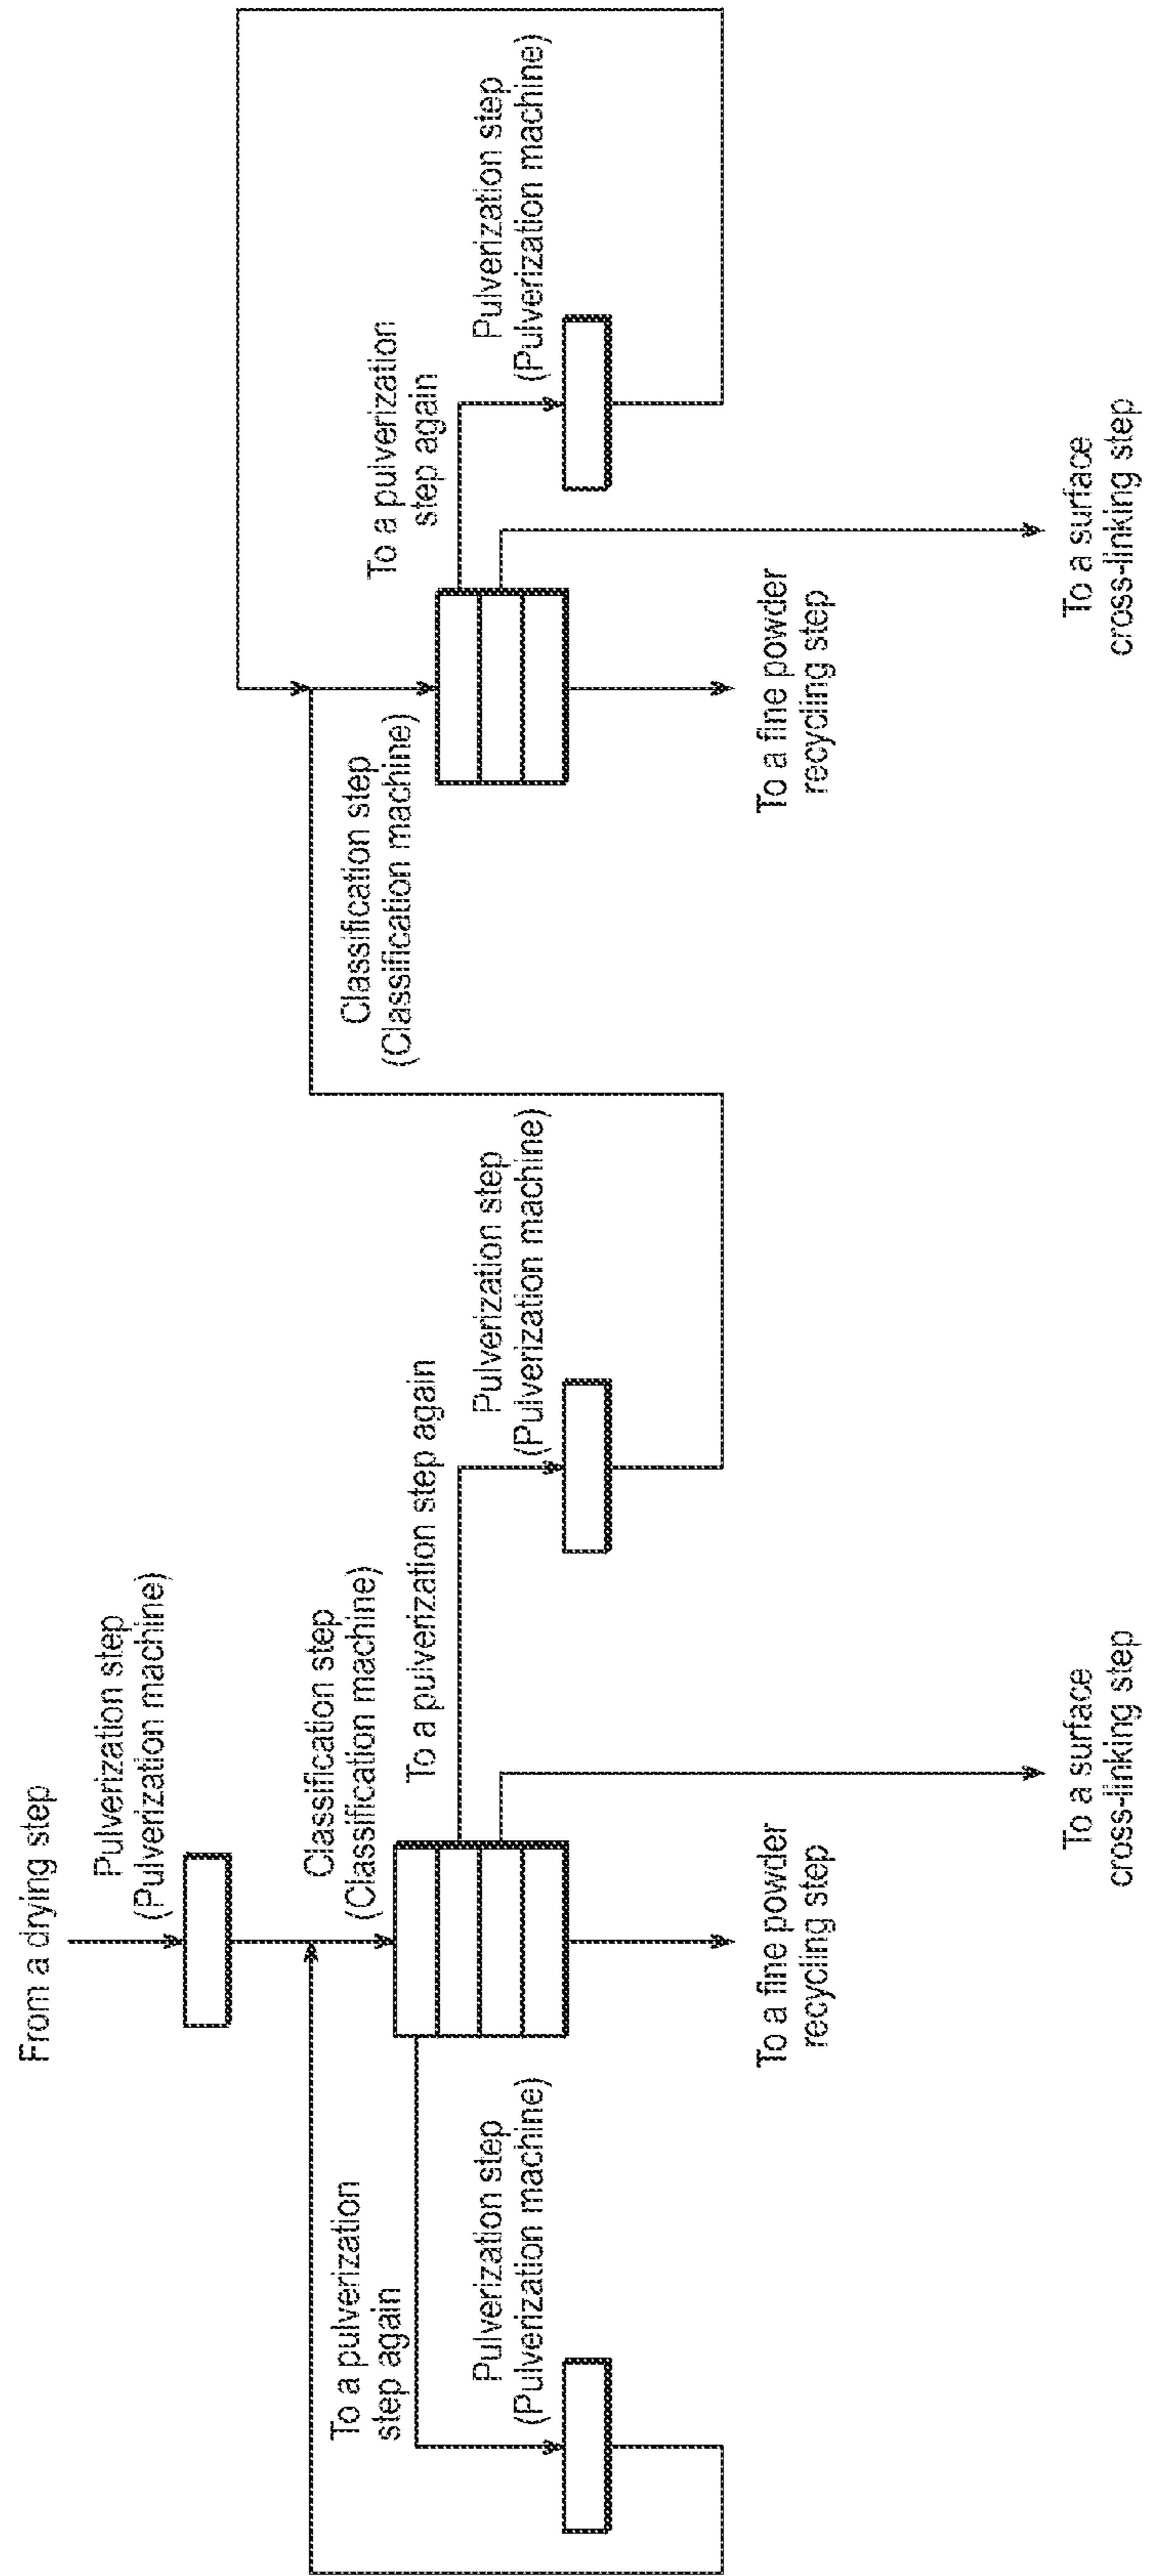 From a drying step
Pulverization step
(Pulverization machine)
Classification step
(Classification machine)
To a pulverization
step again
Pulverization step
(Pulverization machine)
To a pulverization step again
Pulverization step
(Pulverization machine)
To a fine powder
recycling step
To a surface
cross-linking step
Classification step
(Classification machine)
To a pulverization
step again
Pulverization step
(Pulverization machine)
To a fine powder
recycling step
To a surface
cross-linking step